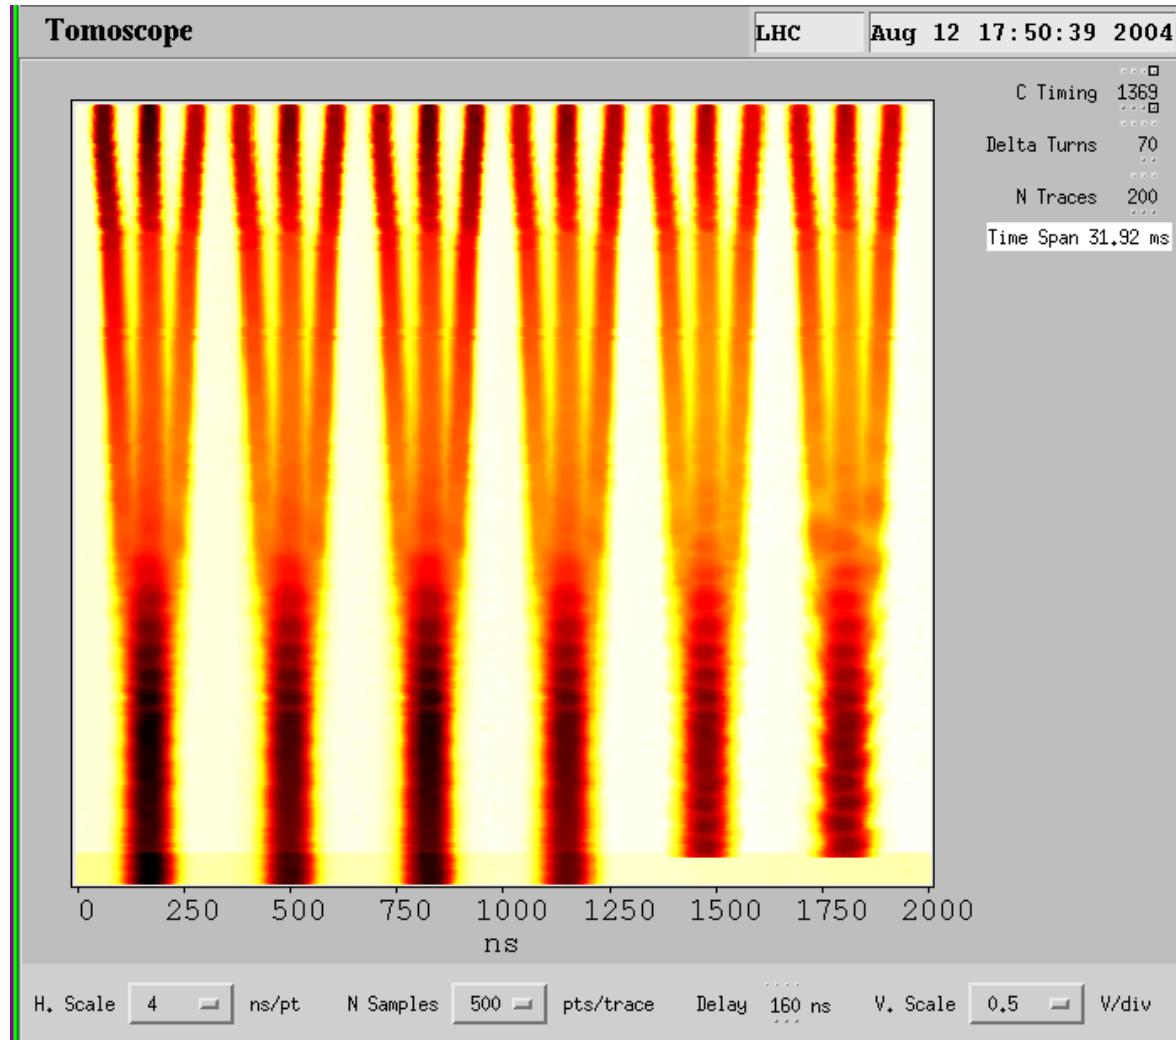 Tomoscope
LHC
Aug 12 17:50:39 2004
C Timing 1369
Delta Turns 70
N Traces 200
Time Span 31.92 ms
0 250 500 750 1000 1250 1500 1750 2000
ns
H. Scale 4 ns/pt N Samples 500 pts/trace Delay 160 ns V. Scale 0.5 V/div